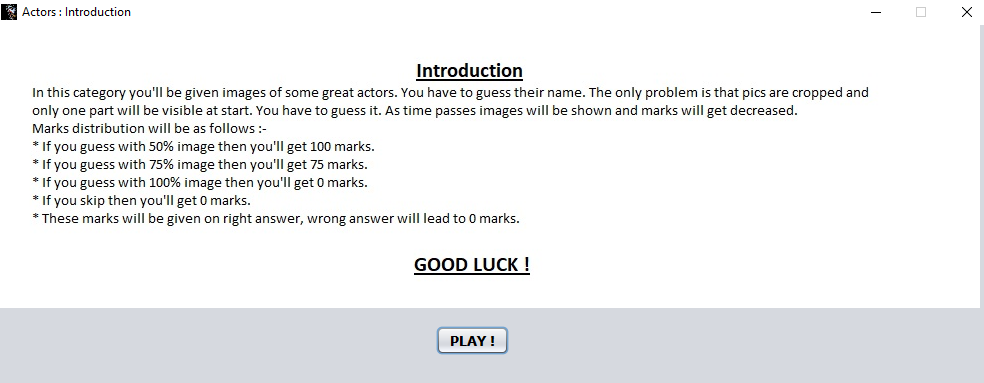 Actors : Introduction
Introduction
In this category you'll be given images of some great actors. You have to guess their name. The only problem is that pics are cropped and
only one part will be visible at start. You have to guess it. As time passes images will be shown and marks will get decreased.
Marks distribution will be as follows :-
* If you guess with 50% image then you'll get 100 marks.
* If you guess with 75% image then you'll get 75 marks.
* If you guess with 100% image then you'll get 0 marks.
* If you skip then you'll get 0 marks.
* These marks will be given on right answer, wrong answer will lead to 0 marks.
GOOD LUCK !
PLAY !